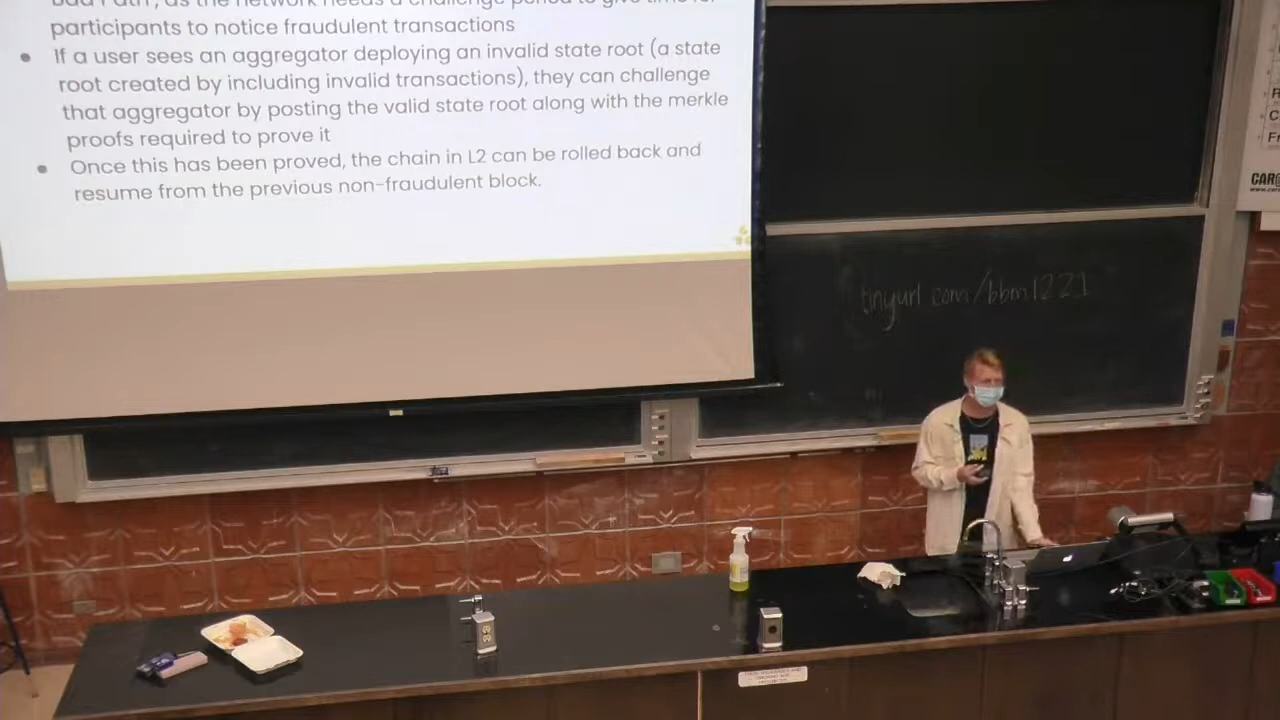 participants to notice fraudulent transactions
If a user sees an aggregator deploying an invalid state root (a state
root created by including invalid transactions), they can challenge
that aggregator by posting the valid state root along with the merkle
proofs required to prove it
Once this has been proved, the chain in L2 can be rolled back and
resume from the previous non-fraudulent block.
tinyurl.com/bbm1221